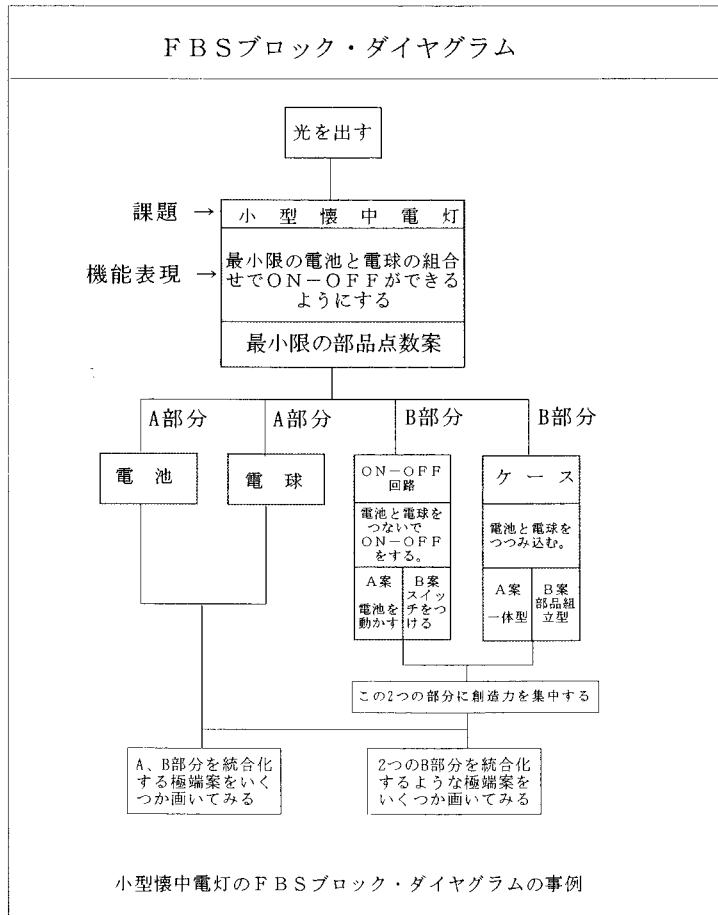 FBSブロック・ダイヤグラム
光を出す
課題 →
小型懐中電灯
機能表現→
最小限の電池と電球の組合
せでON−OFFができる
ようにする
最小限の部品点数案
A部分
A部分
B部分
B部分
電池
電球
ON−OFF
回路
電池と電球を
つないで
ON−OFF
をする。
A案
電池を
動かす
B案
スイッ
チをつ
ける
ケース
電池と電球を
つつみ込む。
A案
一体型
B案
部品組
立型
この2つの部分に創造力を集中する
A、B部分を統合化
する極端案をいく
つか画いてみる
2つのB部分を統合化
するような極端案を
いくつか画いてみる
小型懐中電灯のFBSブロック・ダイヤグラムの事例